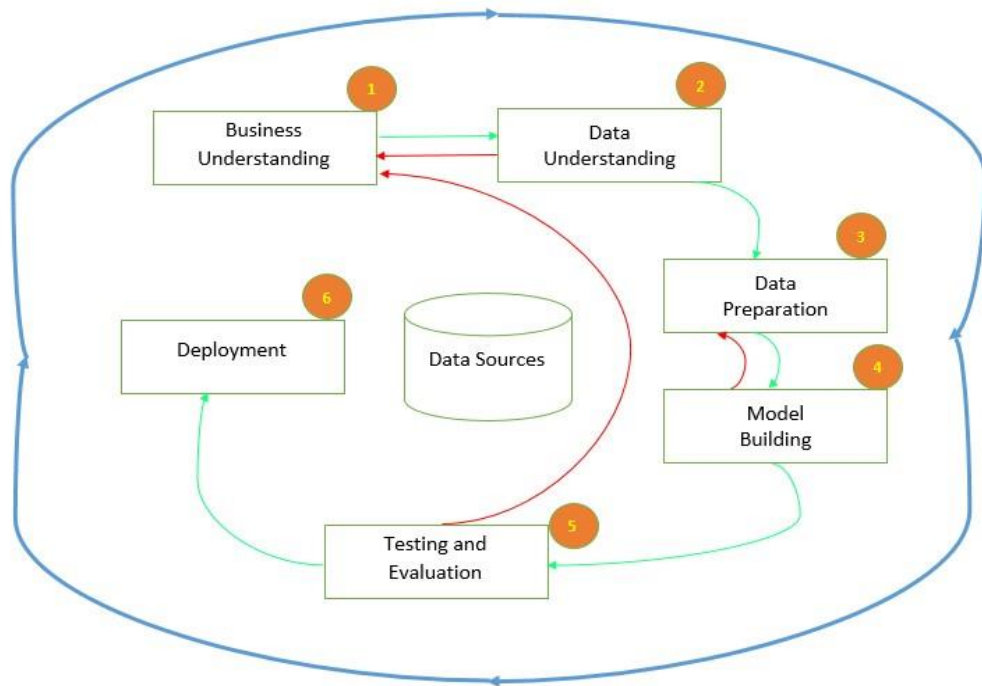 1
Business
Understanding
2
Data
Understanding
3
Data
Preparation
4
Model
Building
5
Testing and
Evaluation
6
Deployment
Data Sources